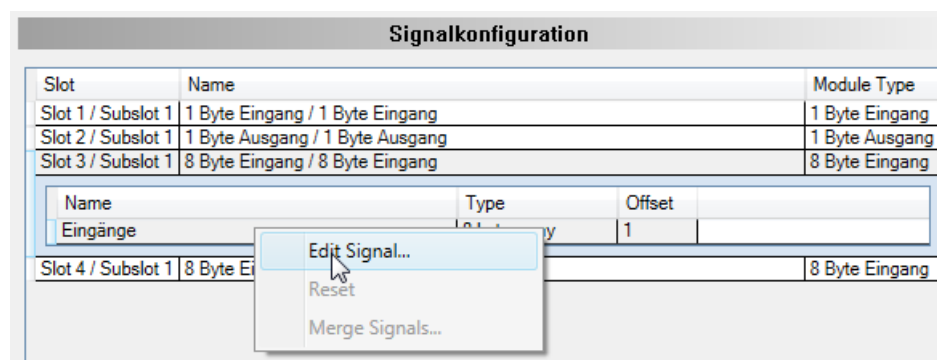 Signalkonfiguration
Slot Name Module Type
Slot 1 / Subslot 1 1 Byte Eingang / 1 Byte Eingang 1 Byte Eingang
Slot 2 / Subslot 1 1 Byte Ausgang / 1 Byte Ausgang 1 Byte Ausgang
Slot 3 / Subslot 1 8 Byte Eingang / 8 Byte Eingang 8 Byte Eingang
Name Type Offset
Eingänge 1
Edit Signal...
Slot 4 / Subslot 1 8 Byte 8 Byte Eingang
Reset
Merge Signals...